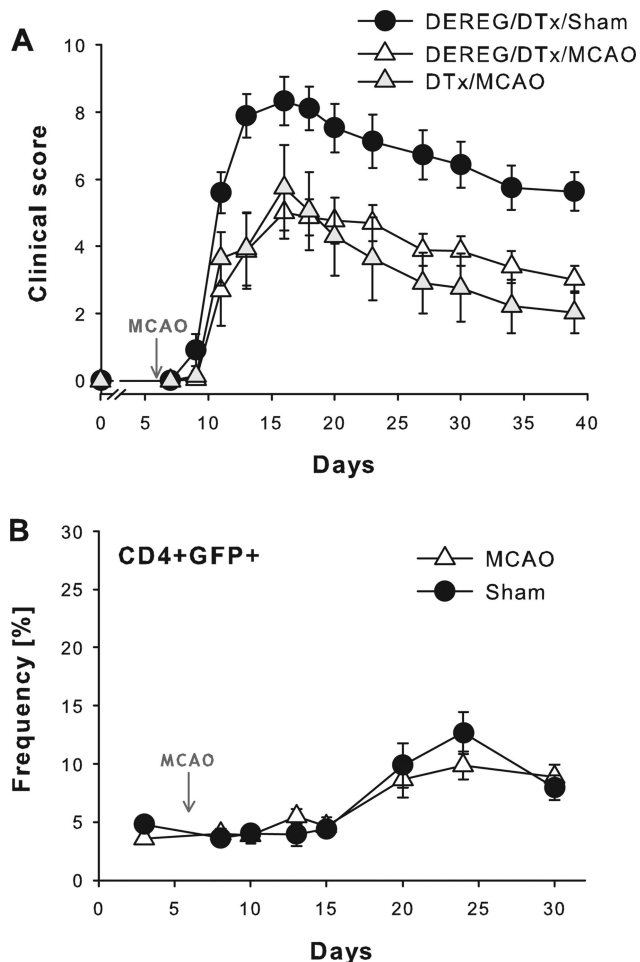 A
DEREG/DTx/Sham
DEREG/DTx/MCAO
DTx/MCAO
10
8
6
4
2
0
Clinical score
MCAO
0 5 10 15 20 25 30 35 40
Days
B
CD4+GFP+
MCAO
Sham
30
25
20
15
10
5
0
Frequency [%]
MCAO
0 5 10 15 20 25 30
Days